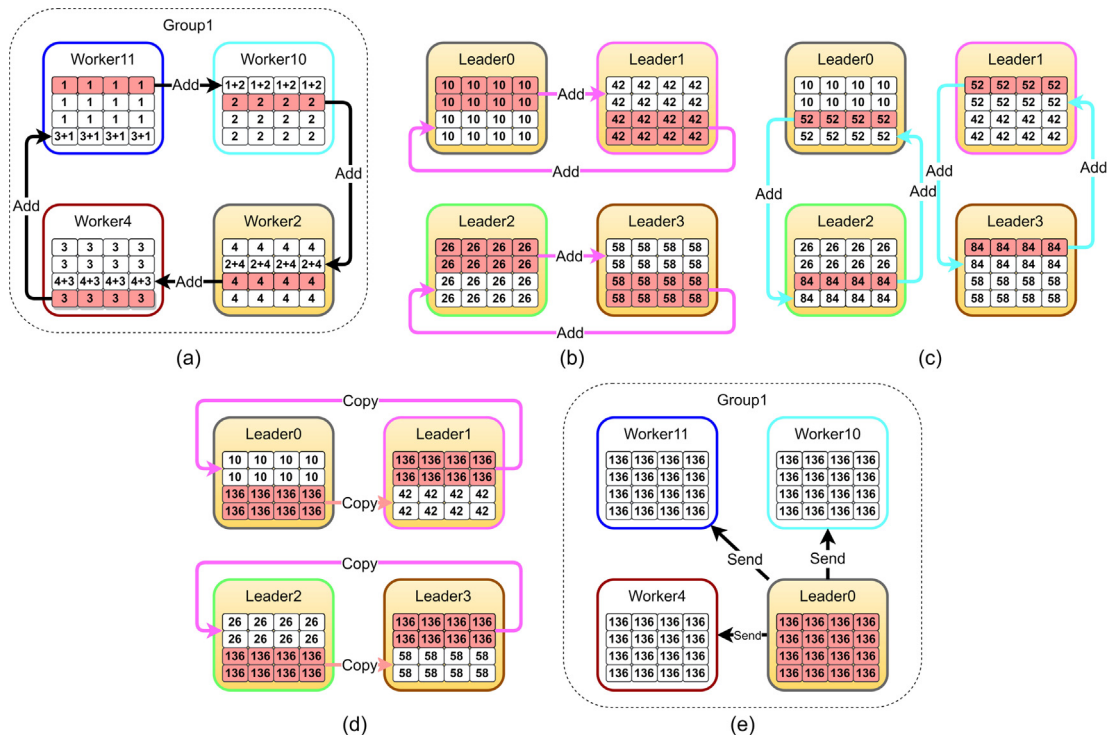 Group1
Worker11
Worker10
1 1 1 1
1 1 1 1
1 1 1 1
3+1 3+1 3+1 3+1
Add
1+2 1+2 1+2 1+2
2 2 2 2
2 2 2 2
2 2 2 2
Add
Add
Worker4
Worker2
3 3 3 3
3 3 3 3
4+3 4+3 4+3 4+3
3 3 3 3
Add
4 4 4 4
2+4 4 4 2+4
4 4 4 4
4 4 4 4
(a)
Leader0
Leader1
10 10 10 10
10 10 10 10
10 10 10 10
10 10 10 10
Add
42 42 42 42
42 42 42 42
42 42 42 42
42 42 42 42
Add
Leader2
Leader3
26 26 26 26
26 26 26 26
26 26 26 26
26 26 26 26
Add
58 58 58 58
58 58 58 58
58 58 58 58
58 58 58 58
Add
(b)
Leader0
Leader1
10 10 10 10
10 10 10 10
52 52 52 52
52 52 52 52
52 52 52 52
52 52 52 52
42 42 42 42
42 42 42 42
Add
Add
Add
Add
Leader2
Leader3
26 26 26 26
26 26 26 26
84 84 84 84
84 84 84 84
84 84 84 84
84 84 84 84
58 58 58 58
58 58 58 58
(c)
Copy
Leader0
Leader1
10 10 10 10
10 10 10 10
136 136 136 136
136 136 136 136
Copy
136 136 136 136
136 136 136 136
42 42 42 42
42 42 42 42
Copy
Leader2
Leader3
26 26 26 26
26 26 26 26
136 136 136 136
136 136 136 136
Copy
136 136 136 136
136 136 136 136
58 58 58 58
58 58 58 58
(d)
Group1
Worker11
Worker10
136 136 136 136
136 136 136 136
136 136 136 136
136 136 136 136
136 136 136 136
136 136 136 136
136 136 136 136
136 136 136 136
Send
Send
Worker4
Leader0
136 136 136 136
136 136 136 136
136 136 136 136
136 136 136 136
Send
136 136 136 136
136 136 136 136
136 136 136 136
136 136 136 136
(e)